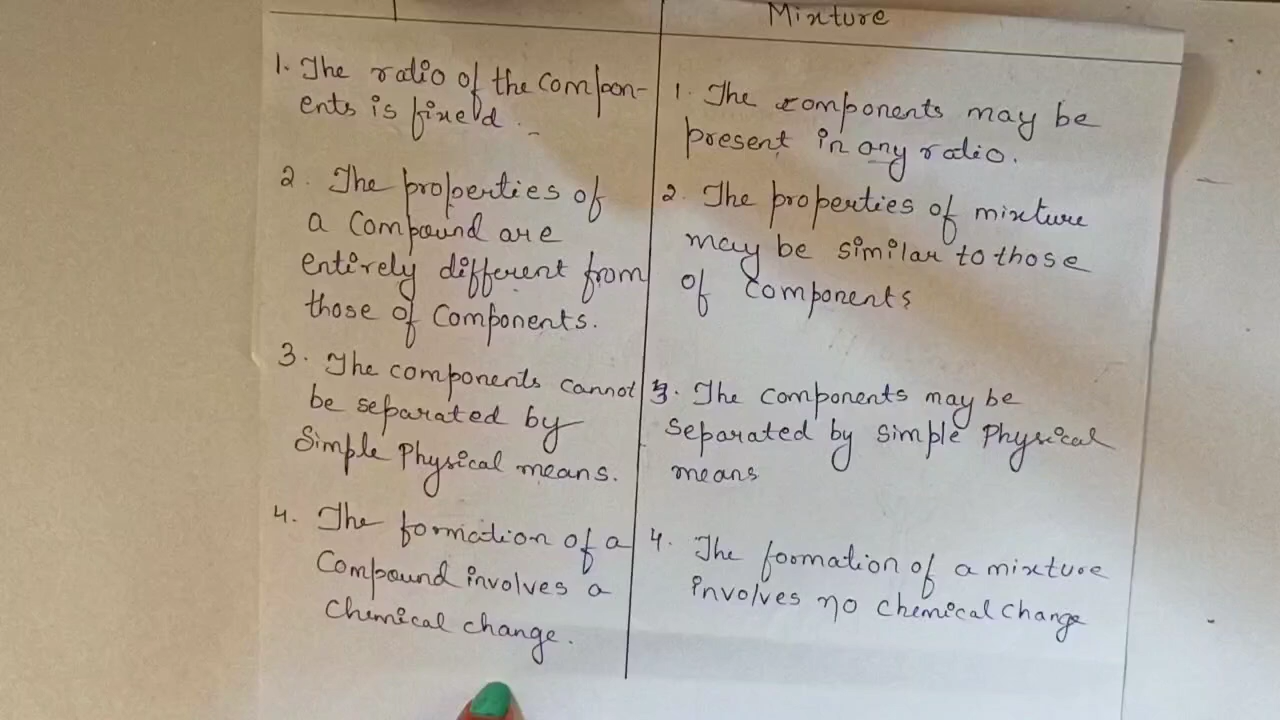 Mixture
1. The ratio of the compon-
ents is fixed.
2. The properties of
a Compound are
entirely different from
those of Components.
3. The components cannot
be separated by
Simple Physical means.
4. The formation of a
Compound involves a
Chemical change.
1. The components may be
present in any ratio.
2. The properties of mixture
may be similar to those
of components
3. The components may be
separated by simple Physical
means
4. The formation of a mixture
involves no chemical change